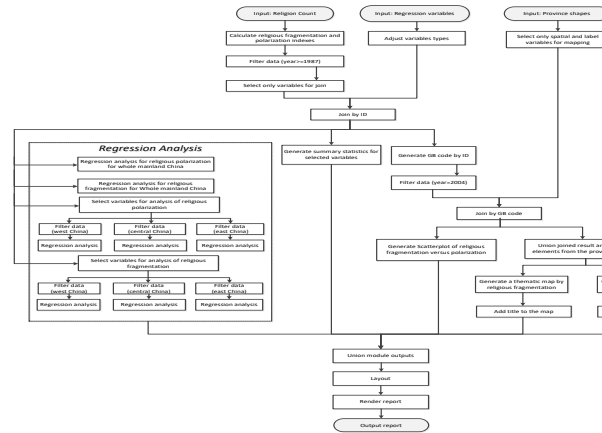 Input: Religion Count
Input: Regression variables
Input: Province shapes
Calculate religious fragmentation and
polarization indexes
Adjust variables types
Select only spatial and label
variables for mapping
Filter data (year>=1987)
Select only variables for join
Join by ID
Regression Analysis
Regression analysis for religious polarization
for whole mainland China
Regression analysis for religious
fragmentation for Whole mainland China
Select variables for analysis of religious
polarization
Filter data
(west China)
Filter data
(central China)
Filter data
(east China)
Regression analysis
Regression analysis
Regression analysis
Select variables for analysis of religious
fragmentation
Filter data
(west China)
Filter data
(central China)
Filter data
(east China)
Regression analysis
Regression analysis
Regression analysis
Generate summary statistics for
selected variables
Generate GB code by ID
Filter data (year=2004)
Join by GB code
Generate Scatterplot of religious
fragmentation versus polarization
Union joined result an
elements from the prov
Generate a thematic map by
religious fragmentation
Add title to the map
Union module outputs
Layout
Render report
Output report